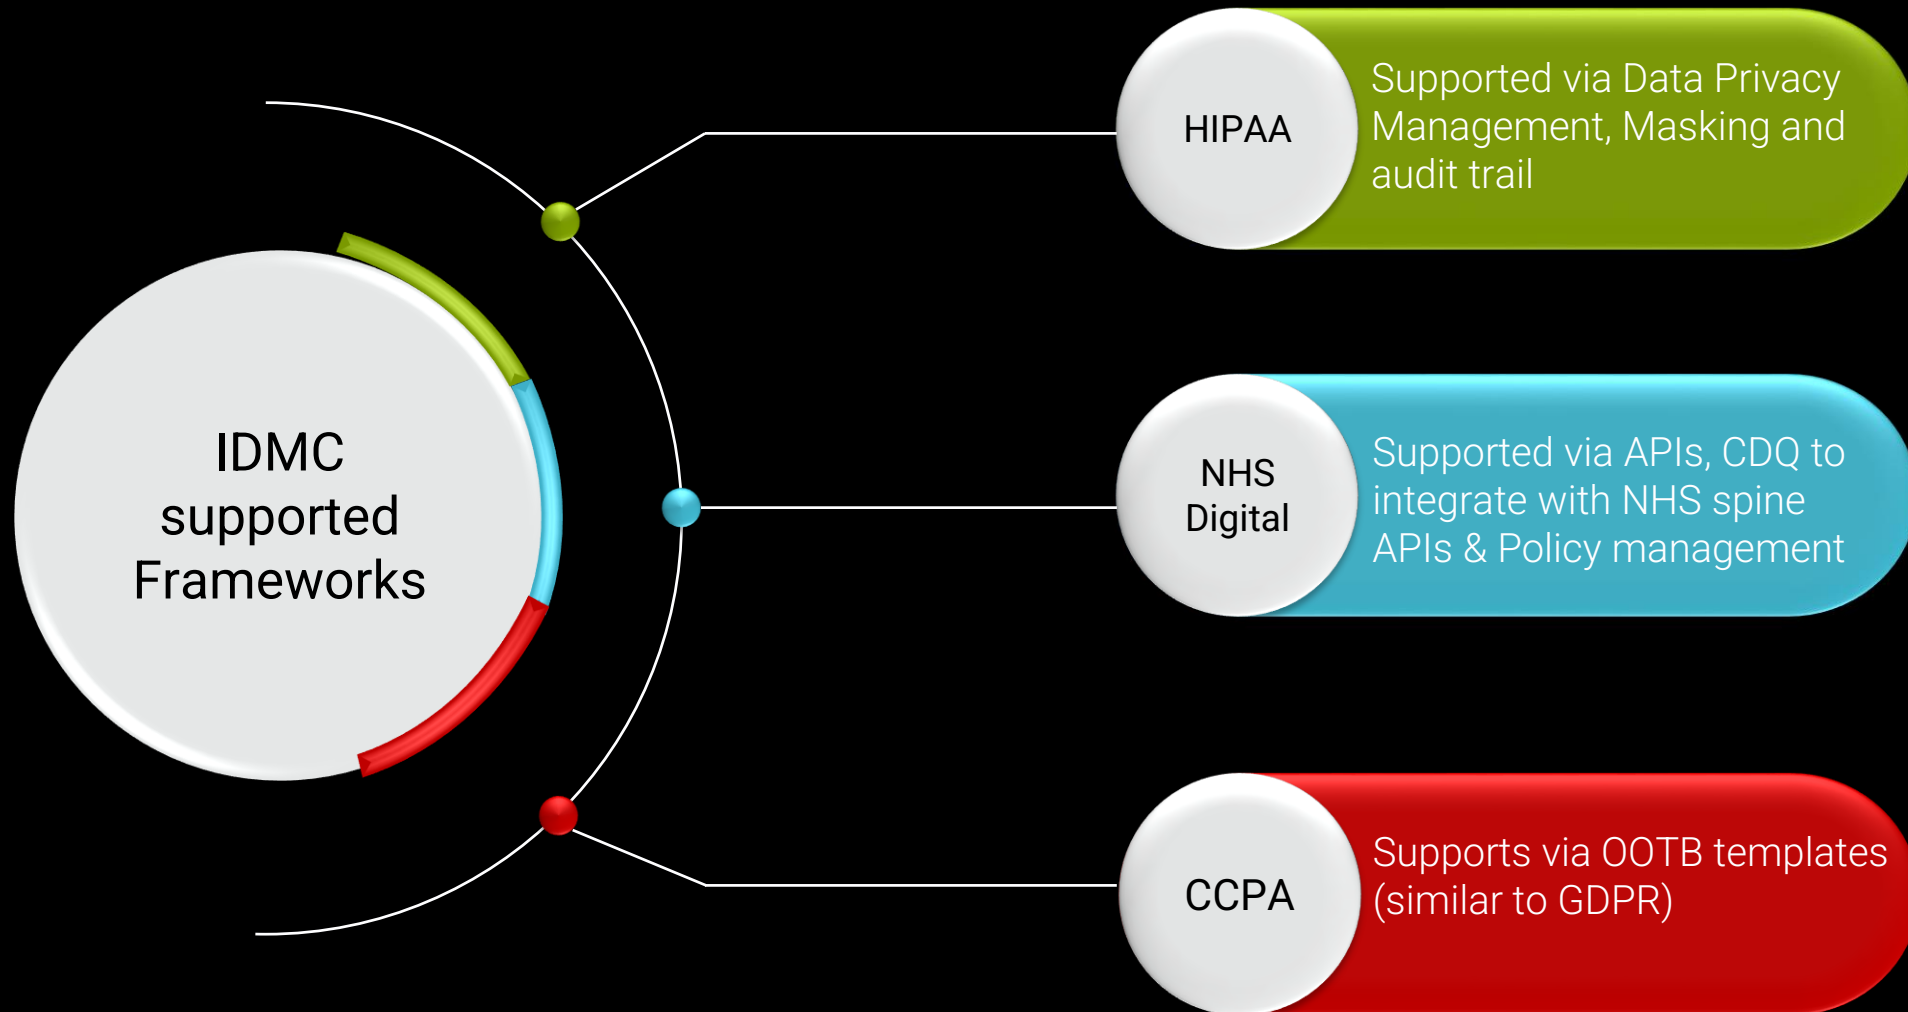 IDMC
supported
Frameworks
HIPAA
Supported via Data Privacy
Management, Masking and
audit trail
NHS
Digital
Supported via APIs, CDQ to
integrate with NHS spine
APIs & Policy management
CCPA
Supports via OOTB templates
(similar to GDPR)